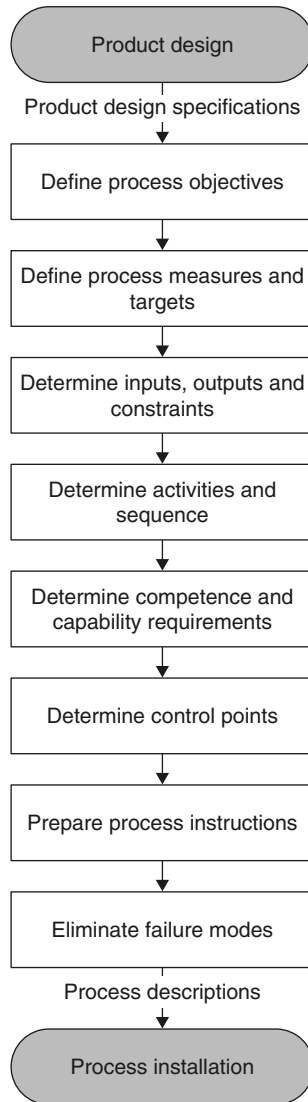 Product design
Product design specifications
Define process objectives
Define process measures and
targets
Determine inputs, outputs and
constraints
Determine activities and
sequence
Determine competence and
capability requirements
Determine control points
Prepare process instructions
Eliminate failure modes
Process descriptions
Process installation